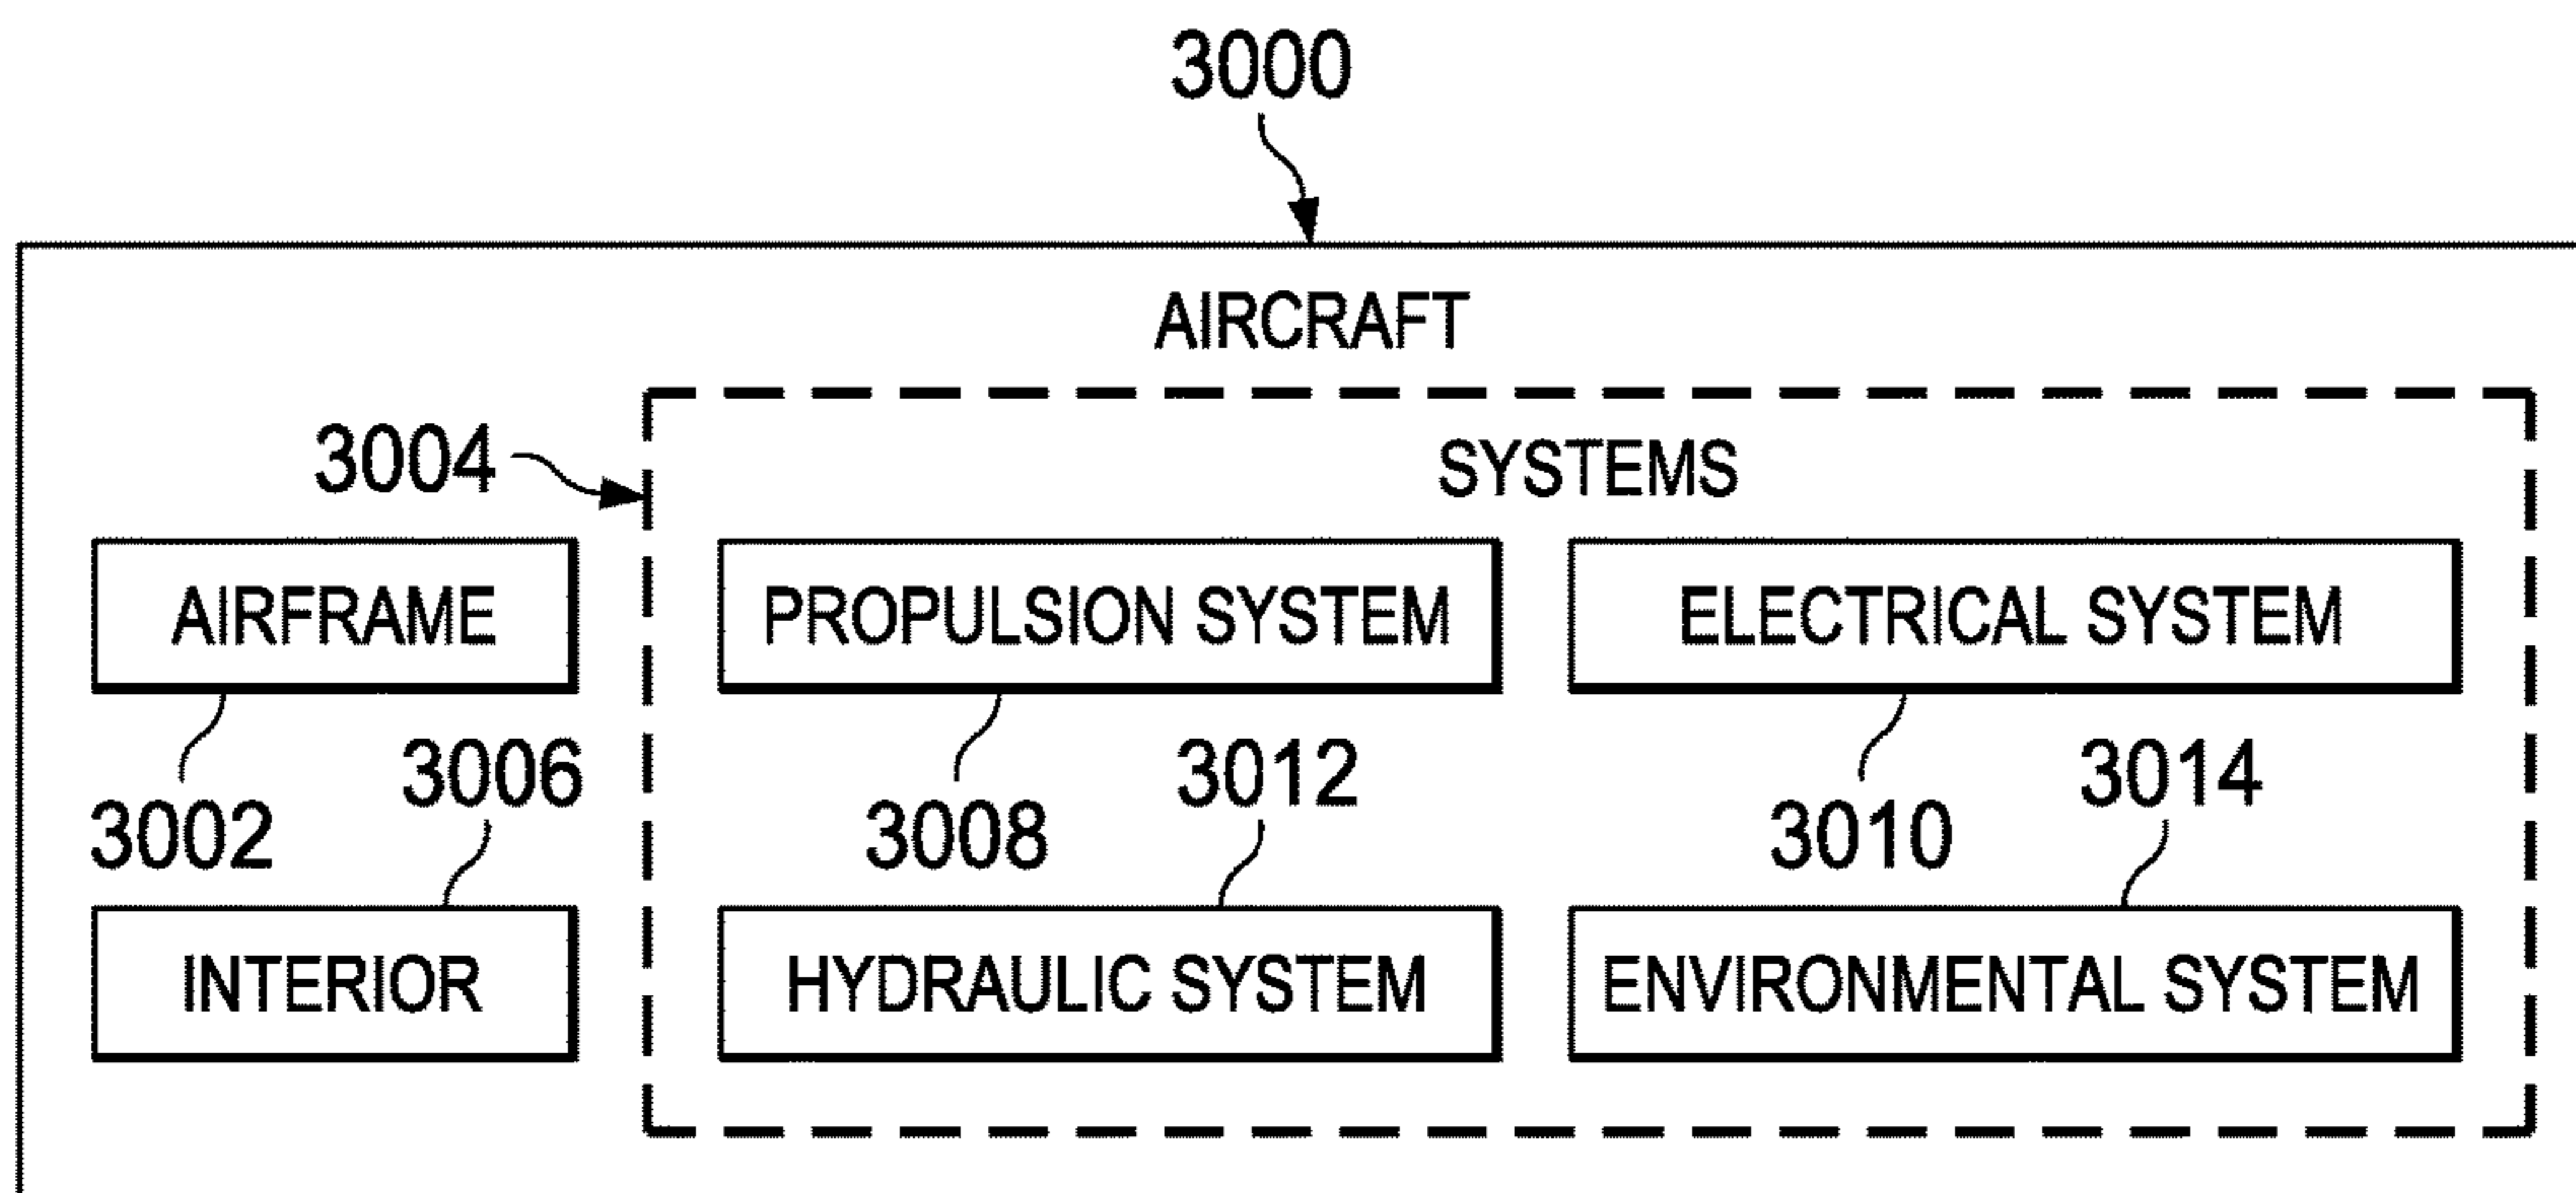 3000
AIRCRAFT
3004
SYSTEMS
AIRFRAME
PROPULSION SYSTEM
ELECTRICAL SYSTEM
3002
3006
3008
3012
3010
3014
INTERIOR
HYDRAULIC SYSTEM
ENVIRONMENTAL SYSTEM